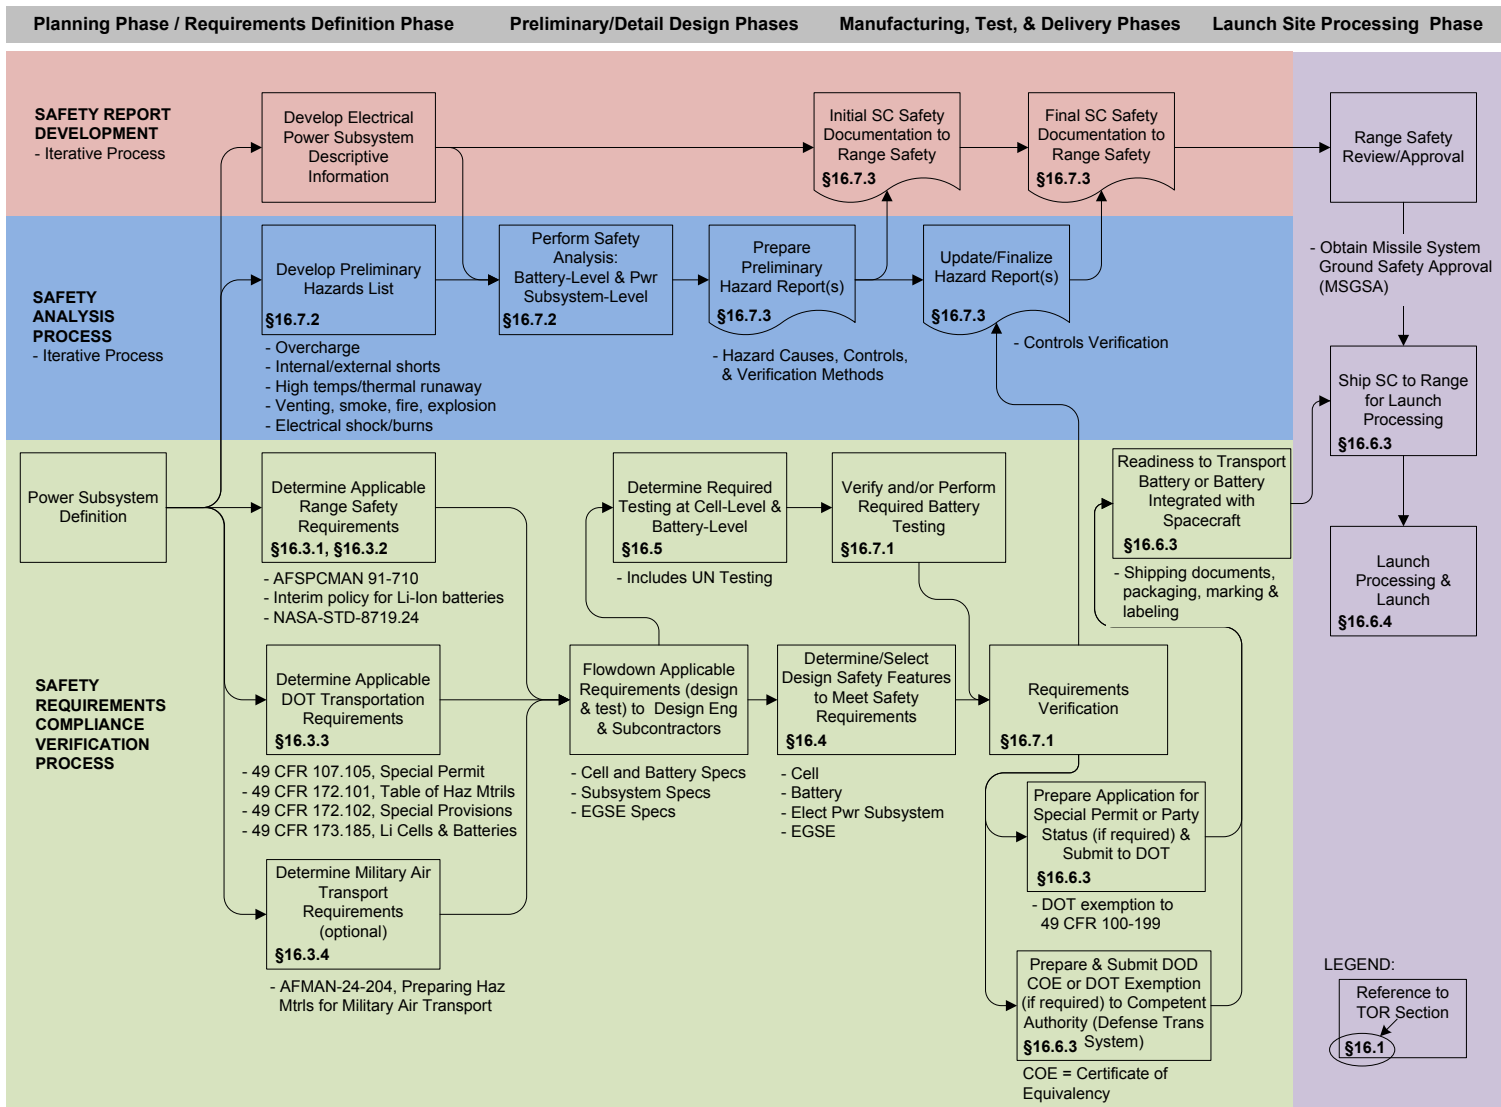 Planning Phase / Requirements Definition Phase
Preliminary/Detail Design Phases
Manufacturing, Test, & Delivery Phases
Launch Site Processing Phase
SAFETY REPORT
DEVELOPMENT
- Iterative Process
Develop Electrical
Power Subsystem
Descriptive
Information
Initial SC Safety
Documentation to
Range Safety
§16.7.3
Final SC Safety
Documentation to
Range Safety
§16.7.3
Range Safety
Review/Approval
- Obtain Missile System
Ground Safety Approval
(MSGSA)
SAFETY
ANALYSIS
PROCESS
- Iterative Process
Develop Preliminary
Hazards List
§16.7.2
- Overcharge
- Internal/external shorts
- High temps/thermal runaway
- Venting, smoke, fire, explosion
- Electrical shock/burns
Perform Safety
Analysis:
Battery-Level & Pwr
Subsystem-Level
§16.7.2
Prepare
Preliminary
Hazard Report(s)
§16.7.3
- Hazard Causes, Controls,
& Verification Methods
Update/Finalize
Hazard Report(s)
§16.7.3
- Controls Verification
Ship SC to Range
for Launch
Processing
§16.6.3
Launch
Processing &
Launch
§16.6.4
Power Subsystem
Definition
Determine Applicable
Range Safety
Requirements
§16.3.1, §16.3.2
- AFSPCMAN 91-710
- Interim policy for Li-Ion batteries
- NASA-STD-8719.24
Determine Required
Testing at Cell-Level &
Battery-Level
§16.5
- Includes UN Testing
Verify and/or Perform
Required Battery
Testing
§16.7.1
Readiness to Transport
Battery or Battery
Integrated with
Spacecraft
§16.6.3
- Shipping documents,
packaging, marking &
labeling
SAFETY
REQUIREMENTS
COMPLIANCE
VERIFICATION
PROCESS
Determine Applicable
DOT Transportation
Requirements
§16.3.3
- 49 CFR 107.105, Special Permit
- 49 CFR 172.101, Table of Haz Mtrils
- 49 CFR 172.102, Special Provisions
- 49 CFR 173.185, Li Cells & Batteries
Flowdown Applicable
Requirements (design
& test) to Design Eng
& Subcontractors
- Cell and Battery Specs
- Subsystem Specs
- EGSE Specs
Determine/Select
Design Safety Features
to Meet Safety
Requirements
§16.4
- Cell
- Battery
- Elect Pwr Subsystem
- EGSE
Requirements
Verification
§16.7.1
Prepare Application for
Special Permit or Party
Status (if required) &
Submit to DOT
§16.6.3
- DOT exemption to
49 CFR 100-199
Determine Military Air
Transport
Requirements
(optional)
§16.3.4
- AFMAN-24-204, Preparing Haz
Mtrls for Military Air Transport
Prepare & Submit DOD
COE or DOT Exemption
(if required) to Competent
Authority (Defense Trans
§16.6.3 System)
COE = Certificate of
Equivalency
LEGEND:
Reference to
TOR Section
§16.1